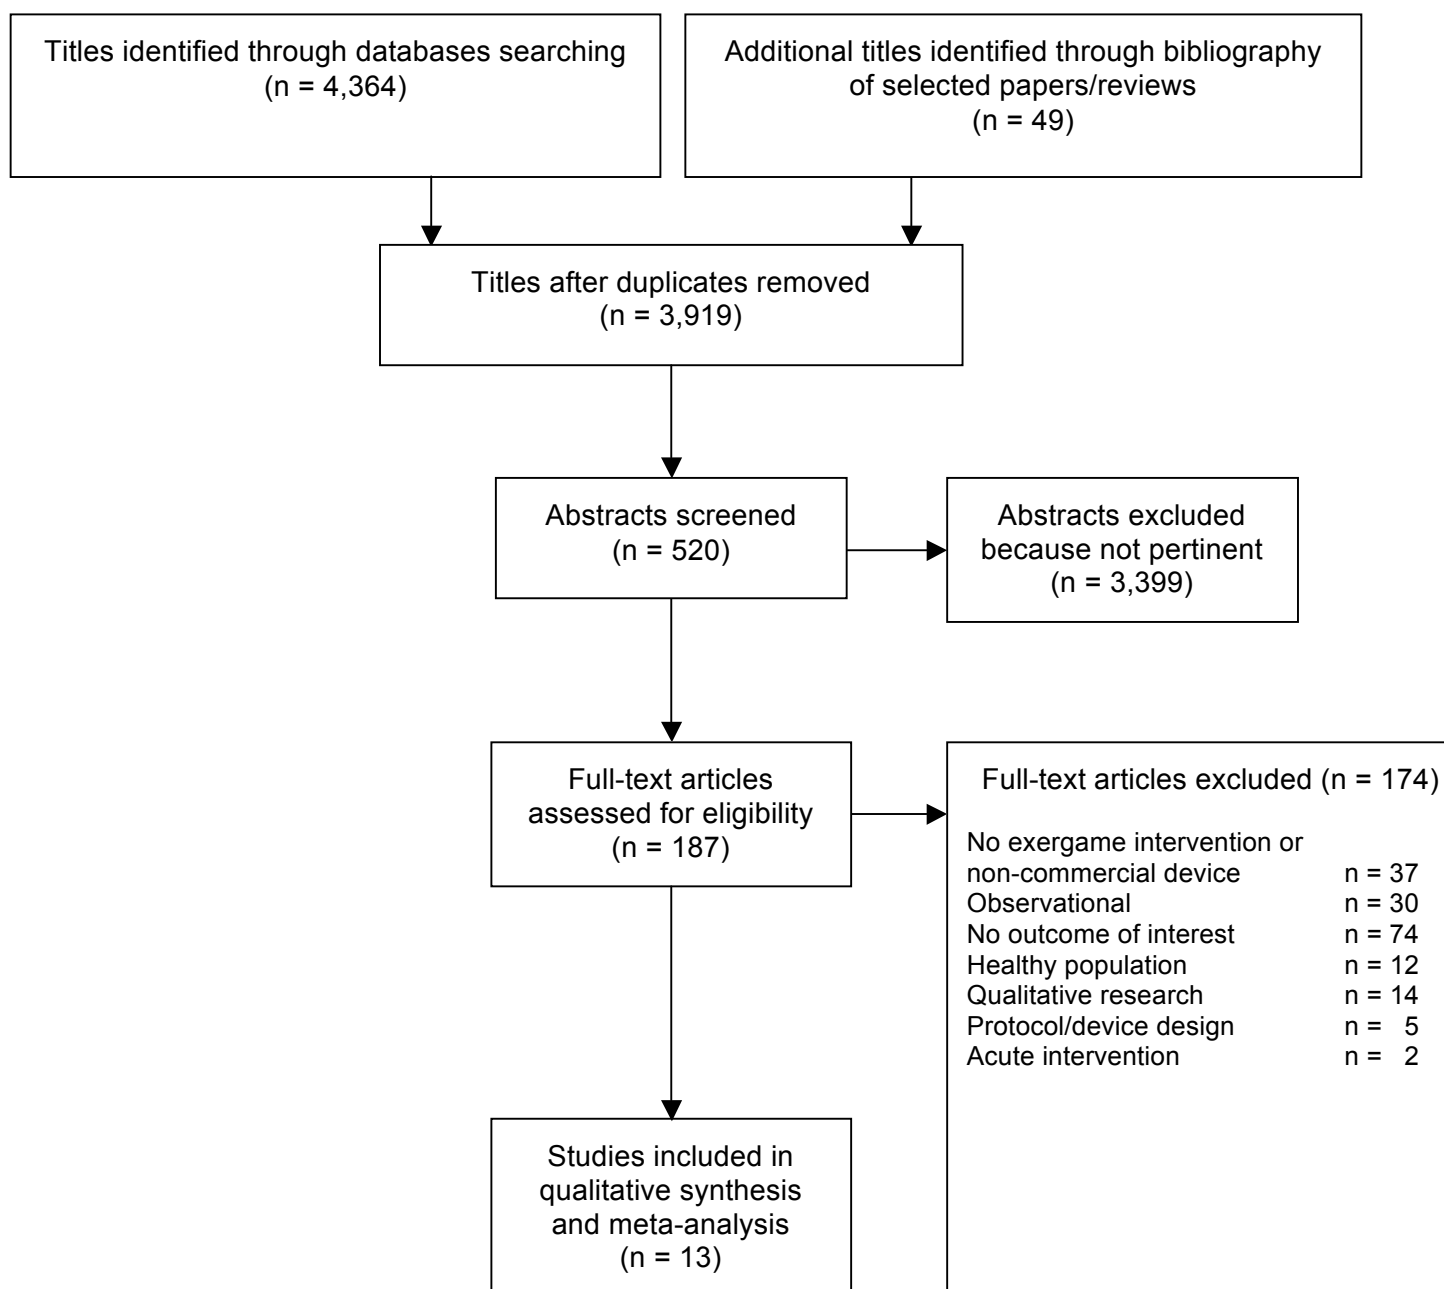 Titles identified through databases searching
(n = 4,364)
Additional titles identified through bibliography
of selected papers/reviews
(n = 49)
Titles after duplicates removed
(n = 3,919)
Abstracts screened
(n = 520)
Abstracts excluded
because not pertinent
(n = 3,399)
Full-text articles
assessed for eligibility
(n = 187)
Full-text articles excluded (n = 174)
No exergame intervention or
non-commercial device n = 37
Observational n = 30
No outcome of interest n = 74
Healthy population n = 12
Qualitative research n = 14
Protocol/device design n = 5
Acute intervention n = 2
Studies included in
qualitative synthesis
and meta-analysis
(n = 13)